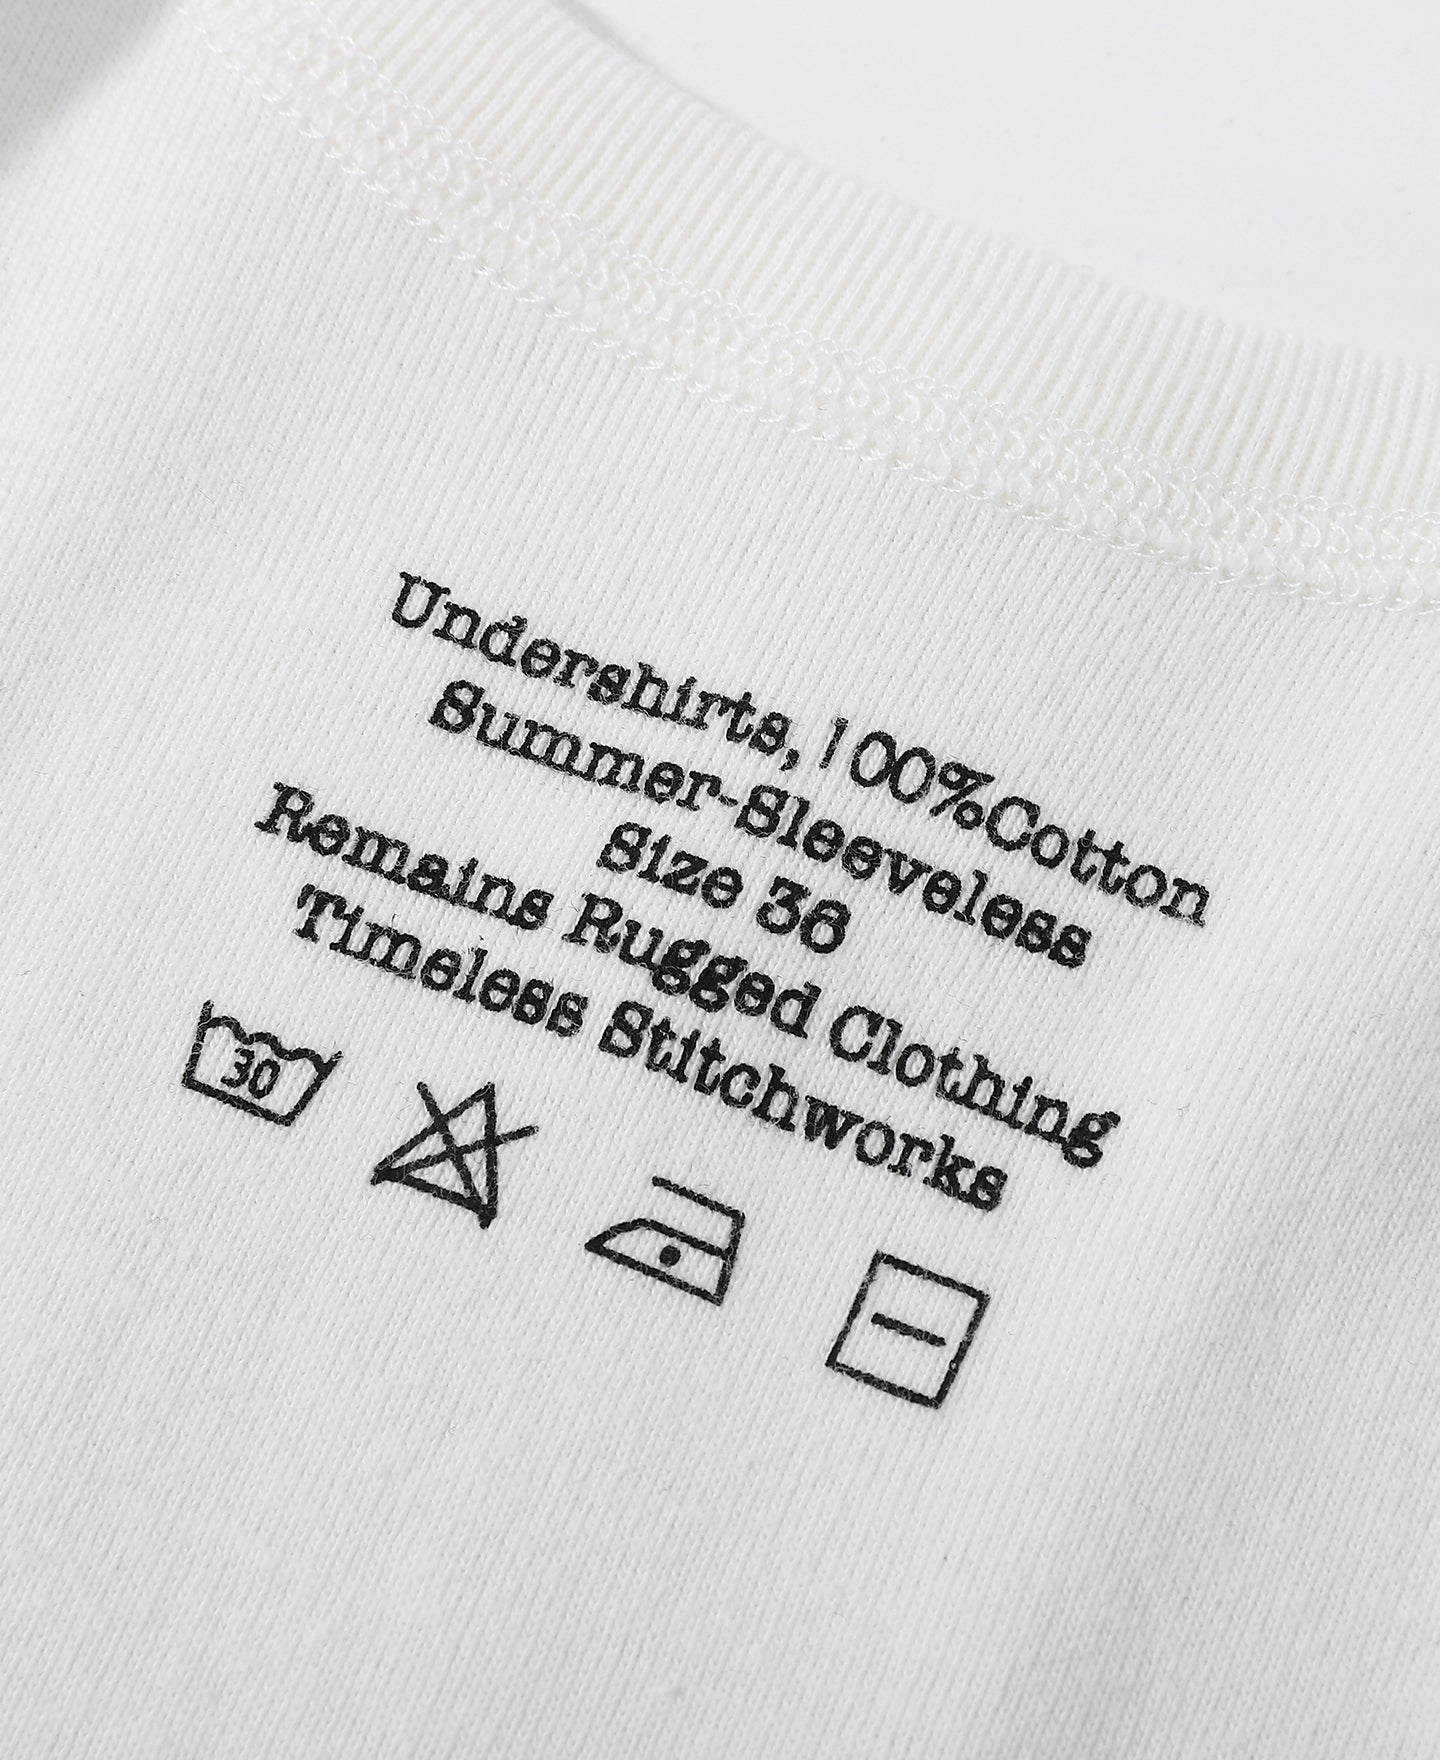 Undershirts, 100%Cotton
Summer-Sleeveless
Size 36
Remains Rugged Clothing
Timeless Stitchworks
30